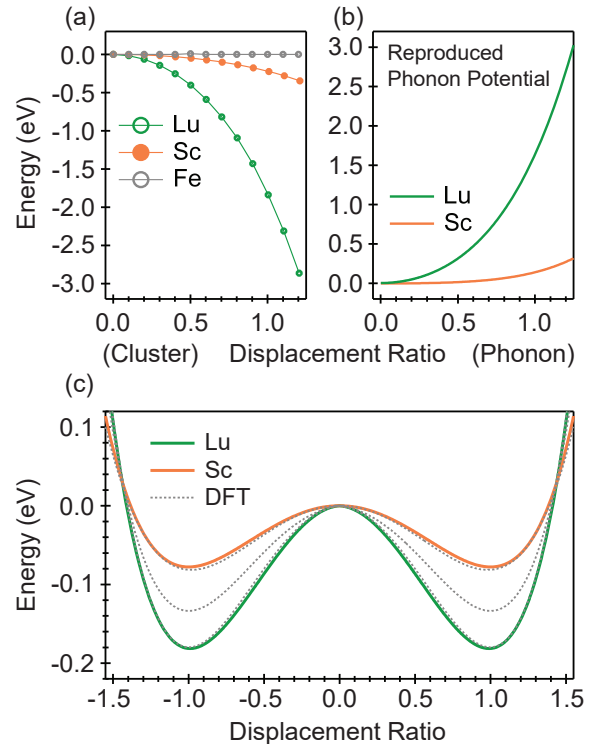 (a)
(b)
Energy (eV)
0.0
-0.5
-1.0
-1.5
-2.0
-2.5
-3.0
Lu
Sc
Fe
0.0
0.5
1.0
(Cluster)
Reproduced
Phonon Potential
3.0
2.5
2.0
1.5
1.0
0.5
0.0
Lu
Sc
0.0
0.5
1.0
Displacement Ratio
(Phonon)
(c)
Energy (eV)
0.1
0.0
-0.1
-0.2
Lu
Sc
DFT
-1.5
-1.0
-0.5
0.0
0.5
1.0
1.5
Displacement Ratio